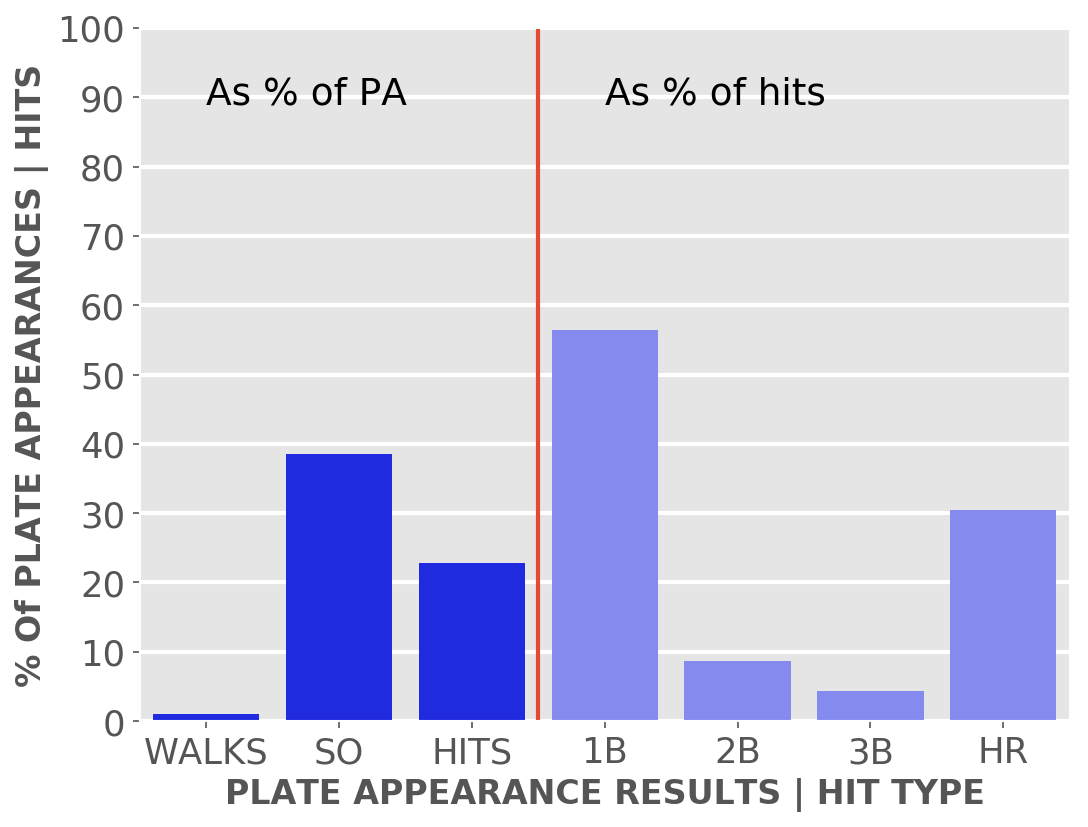 % Of PLATE APPEARANCES | HITS
100
90
80
70
60
50
40
30
20
10
0
As % of PA
As % of hits
WALKS SO HITS 1B 2B 3B HR
PLATE APPEARANCE RESULTS | HIT TYPE